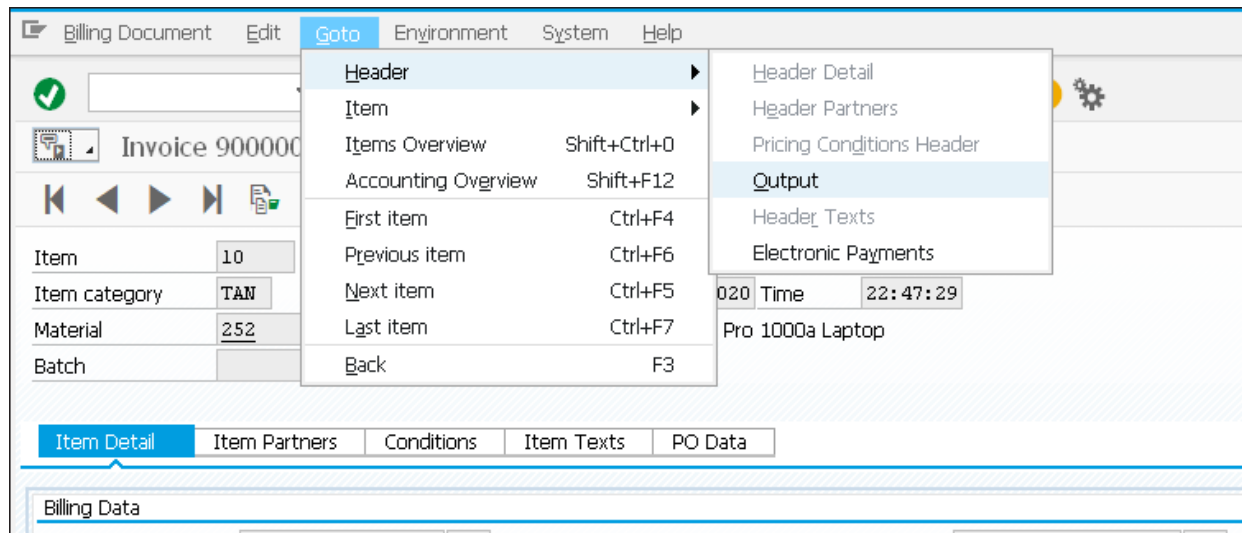 Billing Document Edit Goto Environment System Help
Header
Item
Items Overview Shift+Ctrl+0
Accounting Overview Shift+F12
First item Ctrl+F4
Previous item Ctrl+F6
Next item Ctrl+F5
Last item Ctrl+F7
Back F3
Header Detail
Header Partners
Pricing Conditions Header
Output
Header Texts
Electronic Payments
Invoice 900000
Item 10
Item category TAN 020 Time 22:47:29
Material 252 Pro 1000a Laptop
Batch
Item Detail Item Partners Conditions Item Texts PO Data
Billing Data